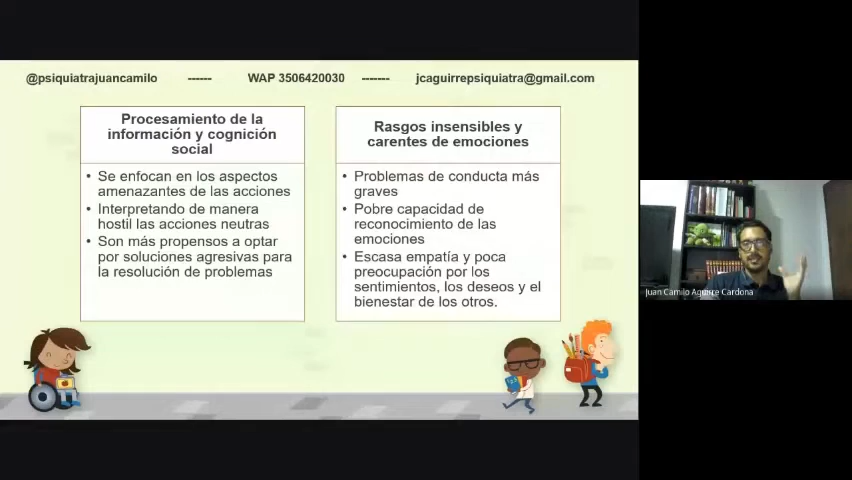 @psiquiatrajuancamilo ------ WAP 3506420030 ------- jcaguirrepsiquiatra@gmail.com
Procesamiento de la
información y cognición
social
• Se enfocan en los aspectos
amenazantes de las acciones
• Interpretando de manera
hostil las acciones neutras
• Son más propensos a optar
por soluciones agresivas para
la resolución de problemas
Rasgos insensibles y
carentes de emociones
• Problemas de conducta más
graves
• Pobre capacidad de
reconocimiento de las
emociones
• Escasa empatía y poca
preocupación por los
sentimientos, los deseos y el
bienestar de los otros.
Juan Camilo Aguirre Cardona